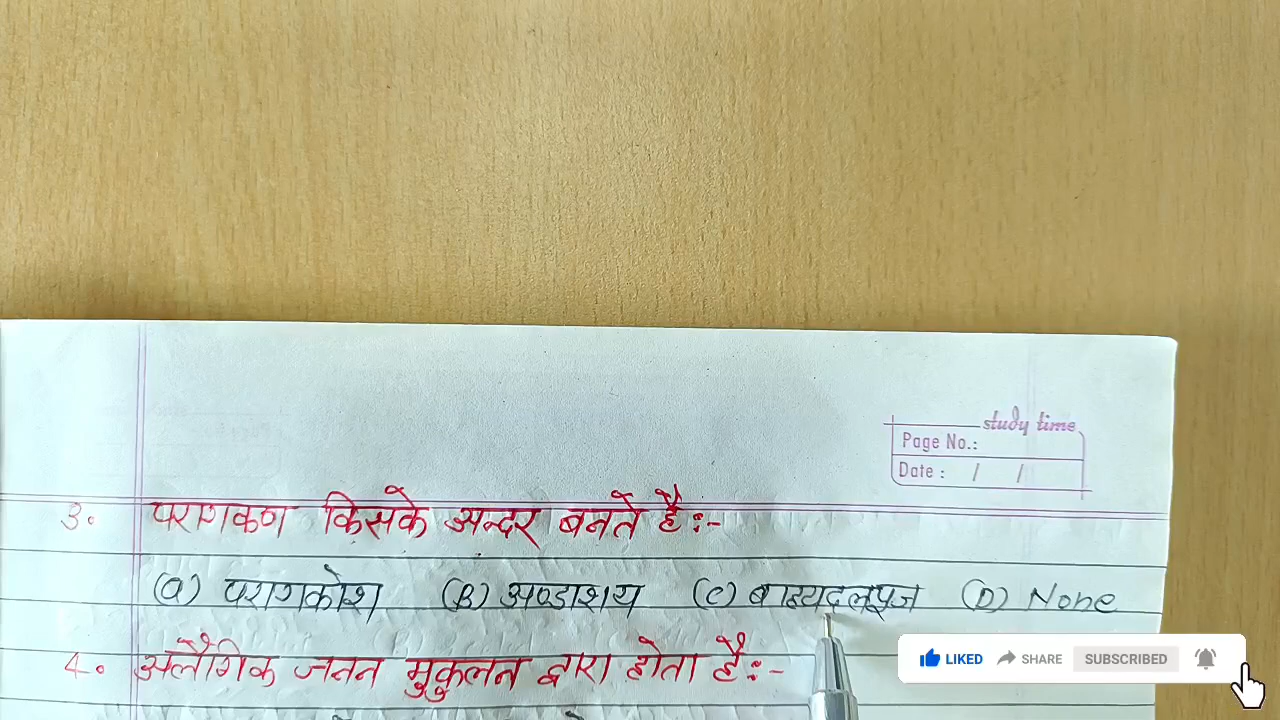 study time
Page No.:
Date : / /
3. परागकण किसके अन्दर बनते है:-
(a) परागकोश (B) अण्डाशय (C) बाह्यदलपूज (D) None
4. अलैगिक जनन मुकुलन द्वारा होता है:-
LIKED SHARE SUBSCRIBED